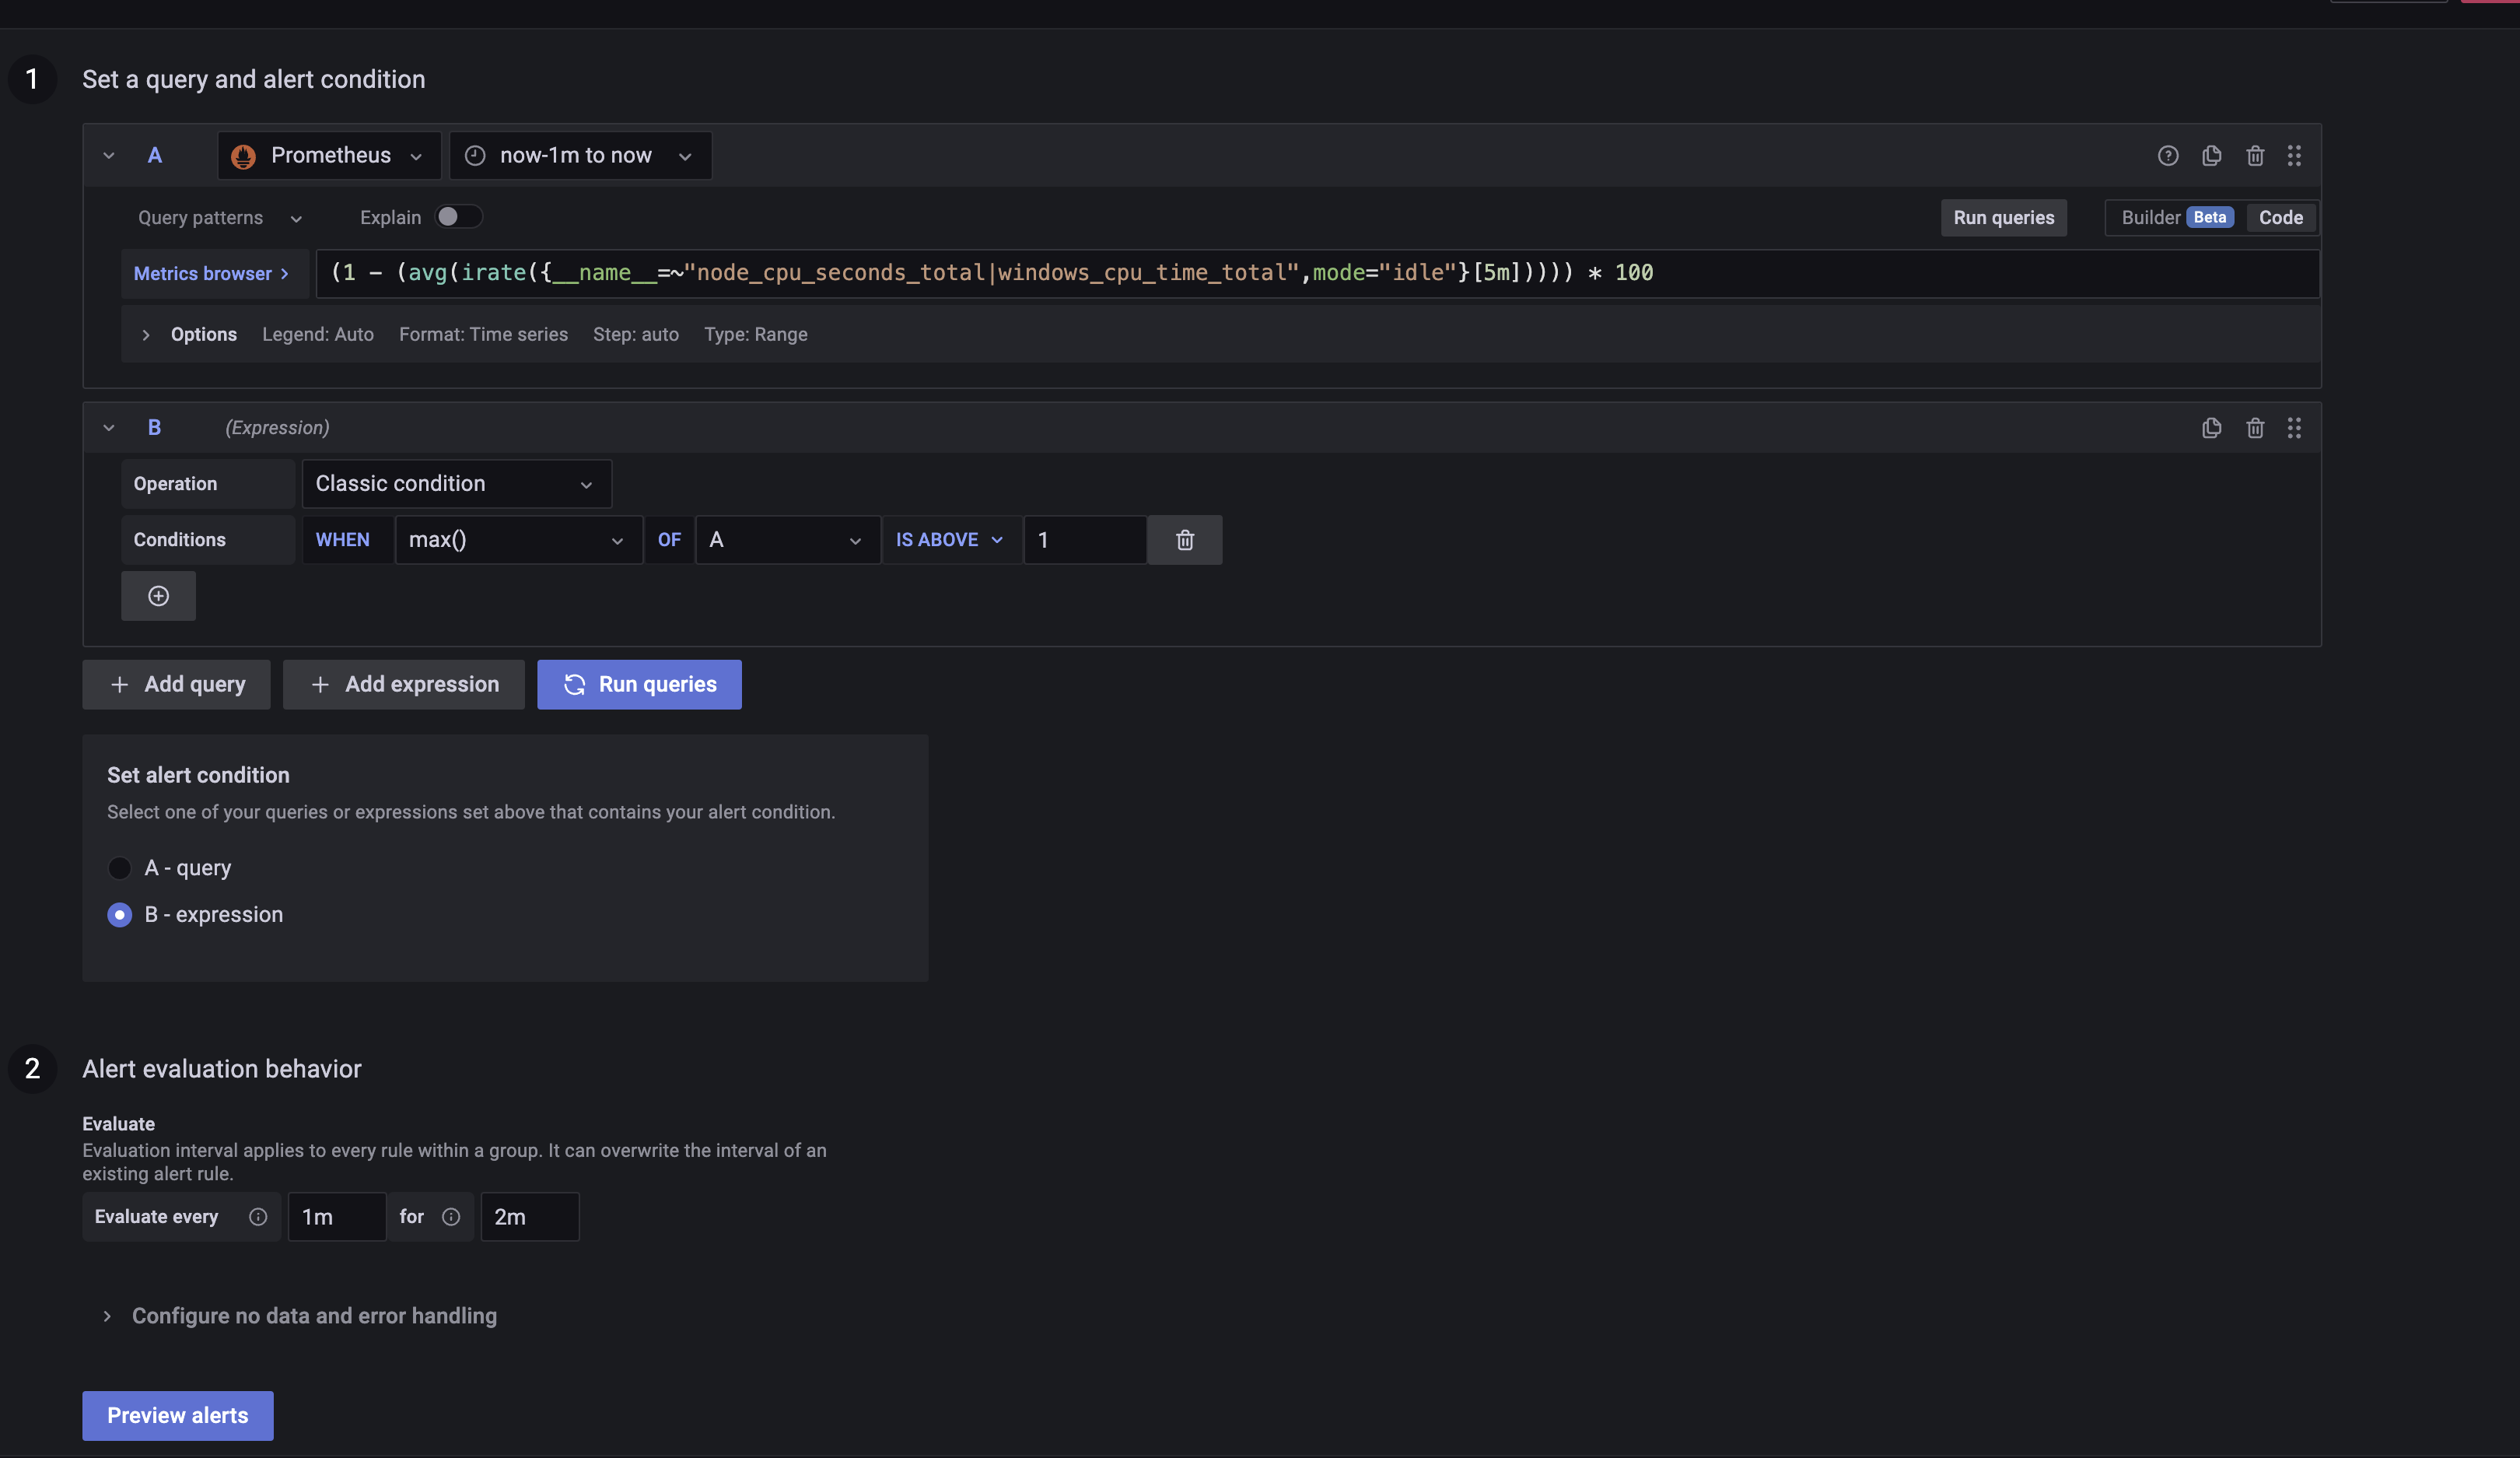 1 Set a query and alert condition
A Prometheus now-1m to now
Query patterns Explain Run queries Builder Beta Code
Metrics browser > (1 - (avg(irate({__name__=~"node_cpu_seconds_total|windows_cpu_time_total",mode="idle"}[5m])))) * 100
> Options Legend: Auto Format: Time series Step: auto Type: Range
B (Expression)
Operation Classic condition
Conditions WHEN max() OF A IS ABOVE 1
+ Add query + Add expression Run queries
Set alert condition
Select one of your queries or expressions set above that contains your alert condition.
A - query
B - expression
2 Alert evaluation behavior
Evaluate
Evaluation interval applies to every rule within a group. It can overwrite the interval of an
existing alert rule.
Evaluate every 1m for 2m
> Configure no data and error handling
Preview alerts